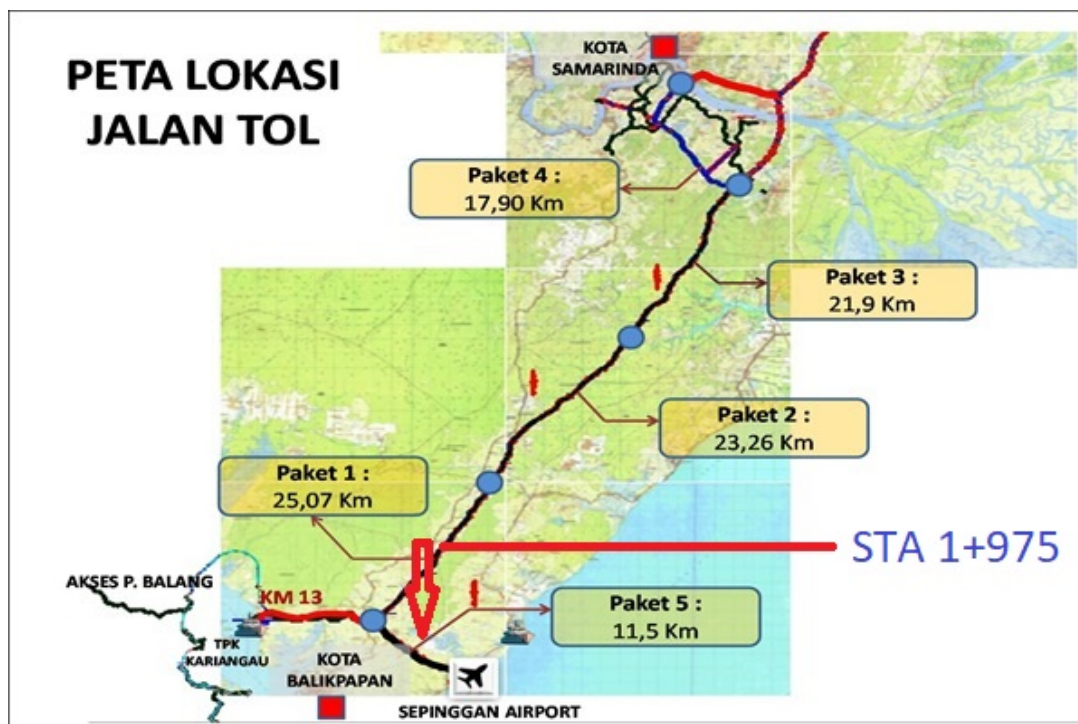 PETA LOKASI
JALAN TOL
KOTA
SAMARINDA
Paket 4 :
17,90 Km
Paket 3 :
21,9 Km
Paket 2 :
23,26 Km
Paket 1 :
25,07 Km
STA 1+975
AKSES P. BALANG
KM 13
Paket 5 :
11,5 Km
TPK
KARIANGAU
KOTA
BALIKPAPAN
SEPINGGAN AIRPORT